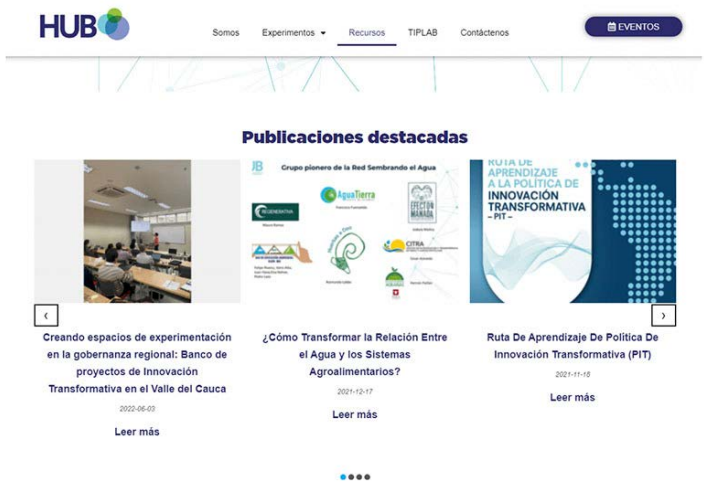 HUB
Somos Experimentos Recursos TIPLAB Contáctenos
EVENTOS
Publicaciones destacadas
Grupo pionero de la Red Sembrando el Agua
AguaTierra
REGENERATIVA
EFECTO MANADA
CITRA
RUTA DE
APRENDIZAJE
A LA POLÍTICA DE
INNOVACIÓN
TRANSFORMATIVA
– PIT –
Creando espacios de experimentación
en la gobernanza regional: Banco de
proyectos de Innovación
Transformativa en el Valle del Cauca
2022-06-03
Leer más
¿Cómo Transformar la Relación Entre
el Agua y los Sistemas
Agroalimentarios?
2021-12-17
Leer más
Ruta De Aprendizaje De Política De
Innovación Transformativa (PIT)
2021-11-18
Leer más